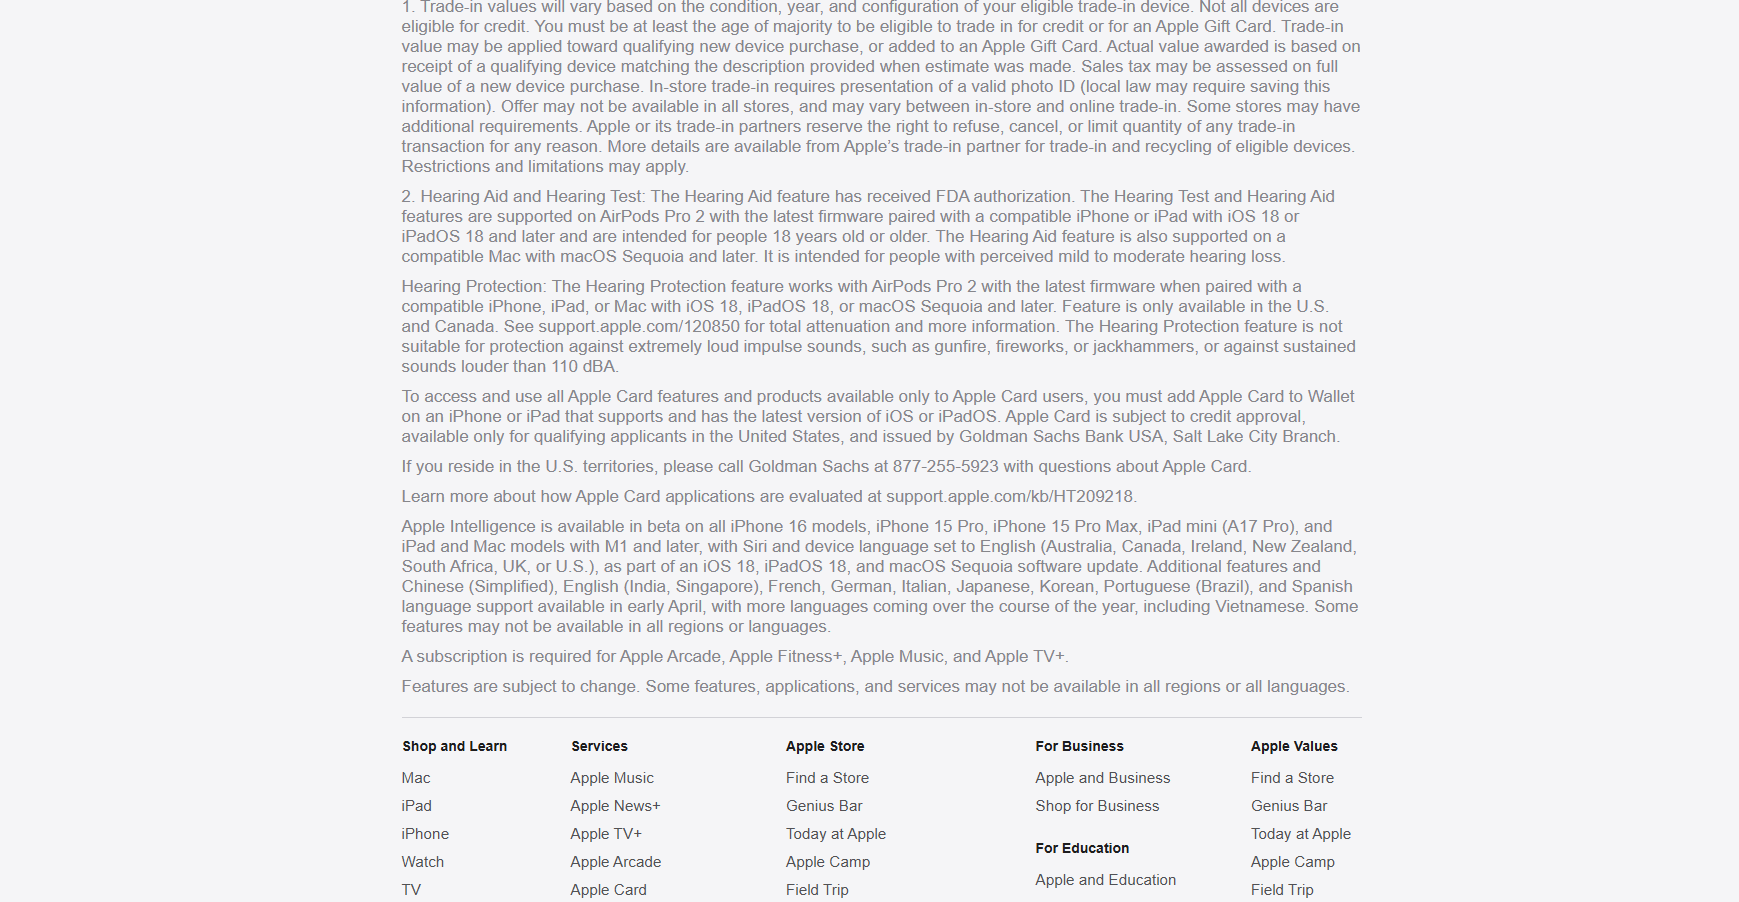 1. Trade-in values will vary based on the condition, year, and configuration of your eligible trade-in device. Not all devices are
eligible for credit. You must be at least the age of majority to be eligible to trade in for credit or for an Apple Gift Card. Trade-in
value may be applied toward qualifying new device purchase, or added to an Apple Gift Card. Actual value awarded is based on
receipt of a qualifying device matching the description provided when estimate was made. Sales tax may be assessed on full
value of a new device purchase. In-store trade-in requires presentation of a valid photo ID (local law may require saving this
information). Offer may not be available in all stores, and may vary between in-store and online trade-in. Some stores may have
additional requirements. Apple or its trade-in partners reserve the right to refuse, cancel, or limit quantity of any trade-in
transaction for any reason. More details are available from Apple’s trade-in partner for trade-in and recycling of eligible devices.
Restrictions and limitations may apply.
2. Hearing Aid and Hearing Test: The Hearing Aid feature has received FDA authorization. The Hearing Test and Hearing Aid
features are supported on AirPods Pro 2 with the latest firmware paired with a compatible iPhone or iPad with iOS 18 or
iPadOS 18 and later and are intended for people 18 years old or older. The Hearing Aid feature is also supported on a
compatible Mac with macOS Sequoia and later. It is intended for people with perceived mild to moderate hearing loss.
Hearing Protection: The Hearing Protection feature works with AirPods Pro 2 with the latest firmware when paired with a
compatible iPhone, iPad, or Mac with iOS 18, iPadOS 18, or macOS Sequoia and later. Feature is only available in the U.S.
and Canada. See support.apple.com/120850 for total attenuation and more information. The Hearing Protection feature is not
suitable for protection against extremely loud impulse sounds, such as gunfire, fireworks, or jackhammers, or against sustained
sounds louder than 110 dBA.
To access and use all Apple Card features and products available only to Apple Card users, you must add Apple Card to Wallet
on an iPhone or iPad that supports and has the latest version of iOS or iPadOS. Apple Card is subject to credit approval,
available only for qualifying applicants in the United States, and issued by Goldman Sachs Bank USA, Salt Lake City Branch.
If you reside in the U.S. territories, please call Goldman Sachs at 877-255-5923 with questions about Apple Card.
Learn more about how Apple Card applications are evaluated at support.apple.com/kb/HT209218.
Apple Intelligence is available in beta on all iPhone 16 models, iPhone 15 Pro, iPhone 15 Pro Max, iPad mini (A17 Pro), and
iPad and Mac models with M1 and later, with Siri and device language set to English (Australia, Canada, Ireland, New Zealand,
South Africa, UK, or U.S.), as part of an iOS 18, iPadOS 18, and macOS Sequoia software update. Additional features and
Chinese (Simplified), English (India, Singapore), French, German, Italian, Japanese, Korean, Portuguese (Brazil), and Spanish
language support available in early April, with more languages coming over the course of the year, including Vietnamese. Some
features may not be available in all regions or languages.
A subscription is required for Apple Arcade, Apple Fitness+, Apple Music, and Apple TV+.
Features are subject to change. Some features, applications, and services may not be available in all regions or all languages.
Shop and Learn
Mac
iPad
iPhone
Watch
TV
Services
Apple Music
Apple News+
Apple TV+
Apple Arcade
Apple Card
Apple Store
Find a Store
Genius Bar
Today at Apple
Apple Camp
Field Trip
For Business
Apple and Business
Shop for Business
For Education
Apple and Education
Apple Values
Find a Store
Genius Bar
Today at Apple
Apple Camp
Field Trip